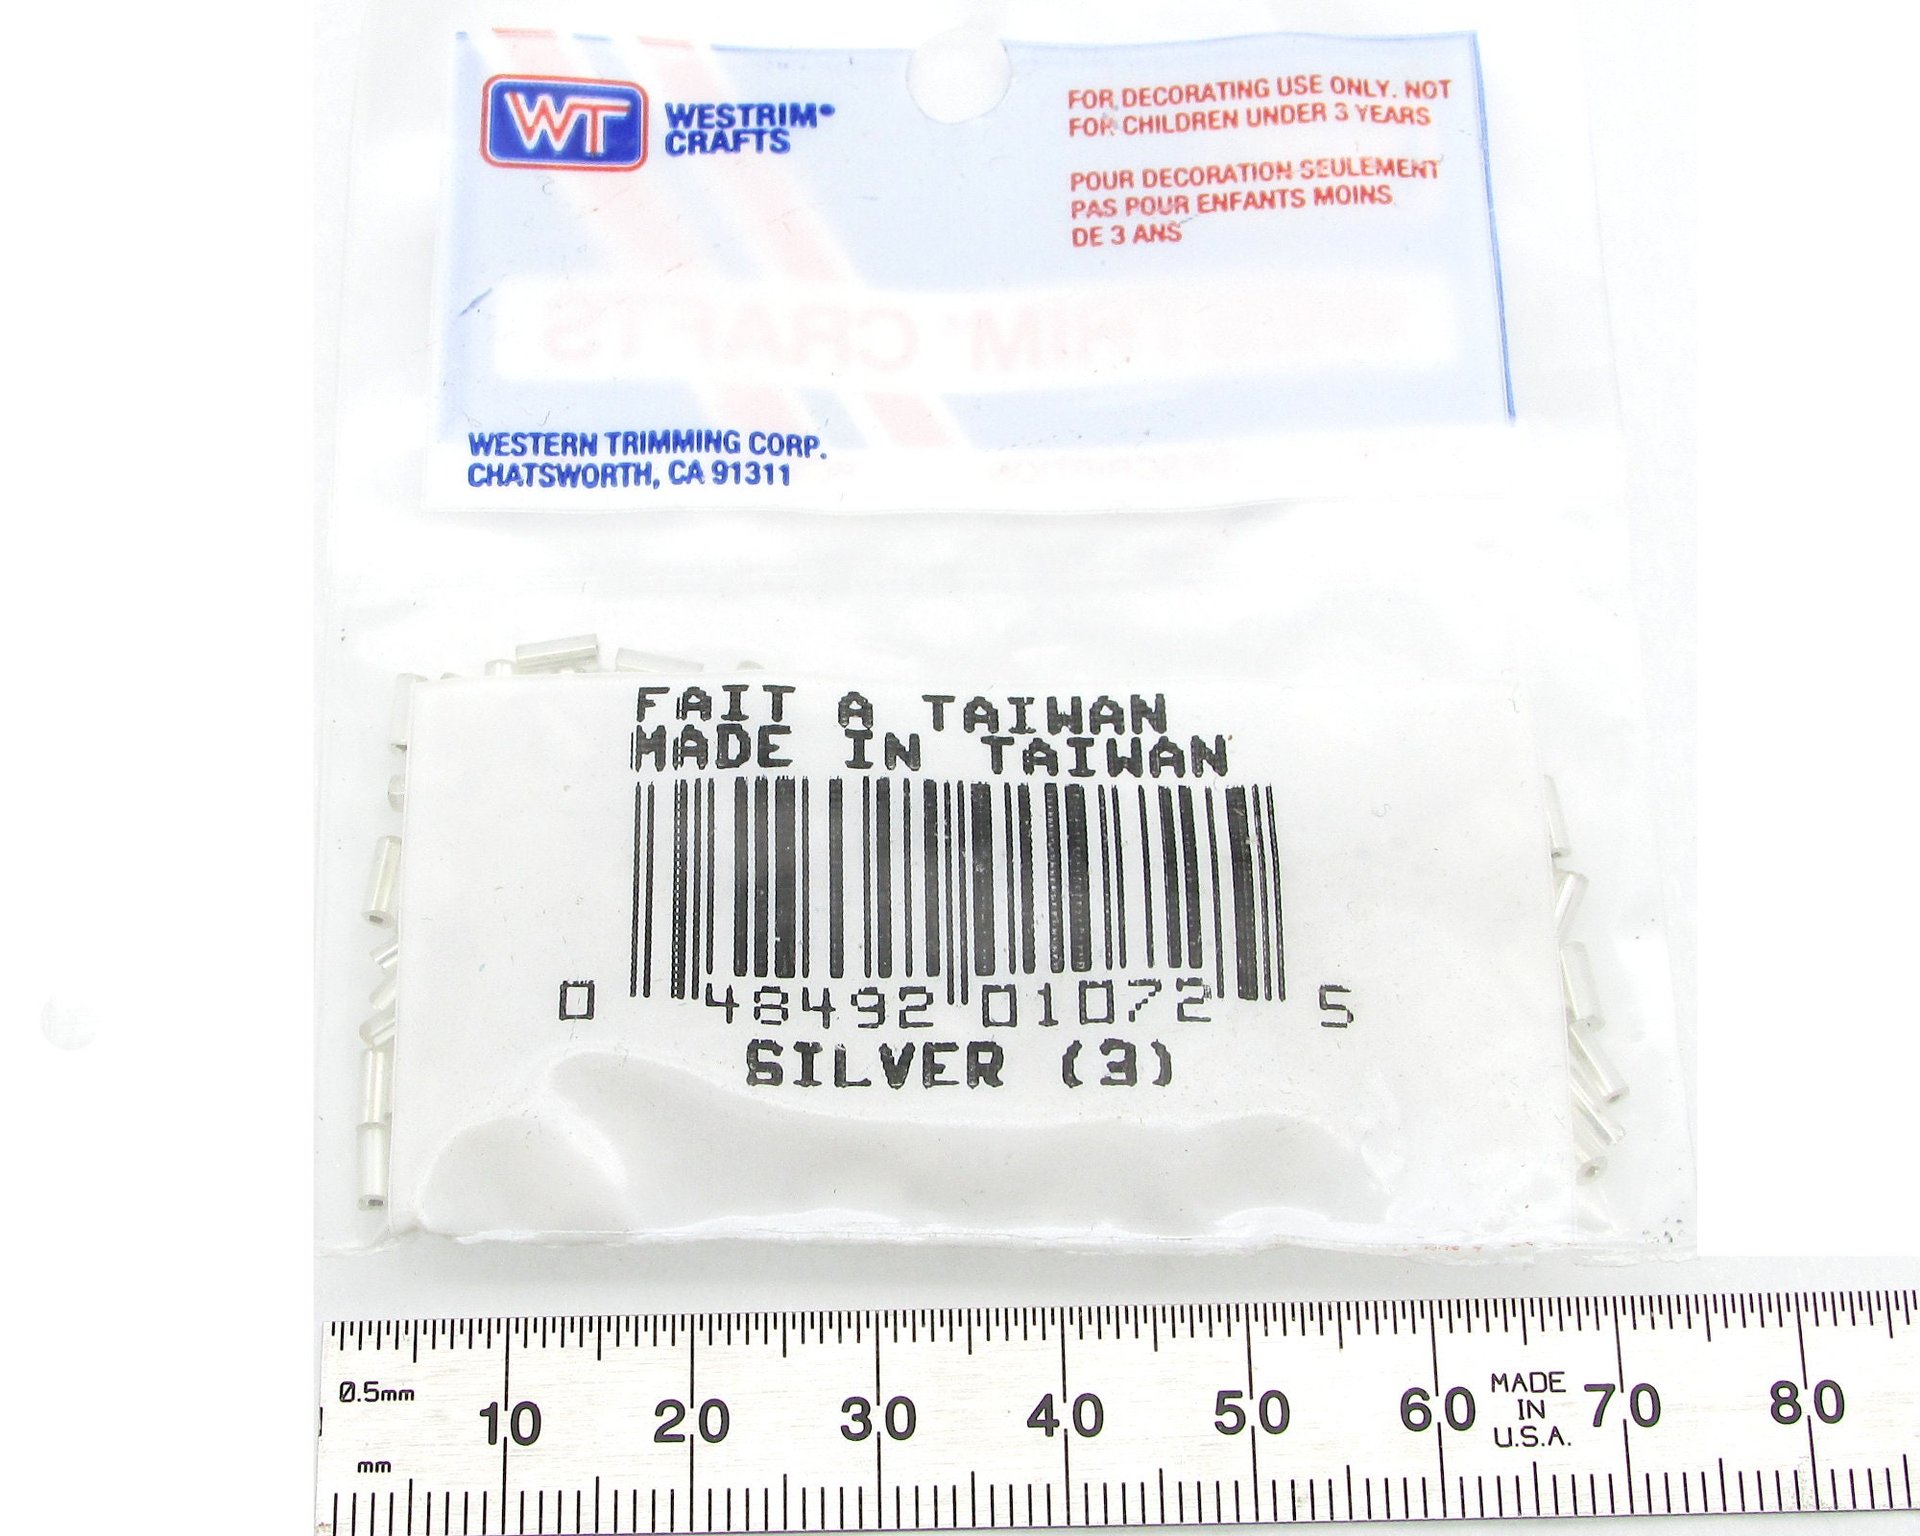 WT WESTRIM®
CRAFTS
FOR DECORATING USE ONLY. NOT
FOR CHILDREN UNDER 3 YEARS
POUR DECORATION SEULEMENT
PAS POUR ENFANTS MOINS
DE 3 ANS
WESTERN TRIMMING CORP.
CHATSWORTH, CA 91311
FAIT A TAIWAN
MADE IN TAIWAN
0 48492 01072 5
SILVER (3)
0.5mm
10 20 30 40 50 60 70 80
MADE
IN
U.S.A.
mm